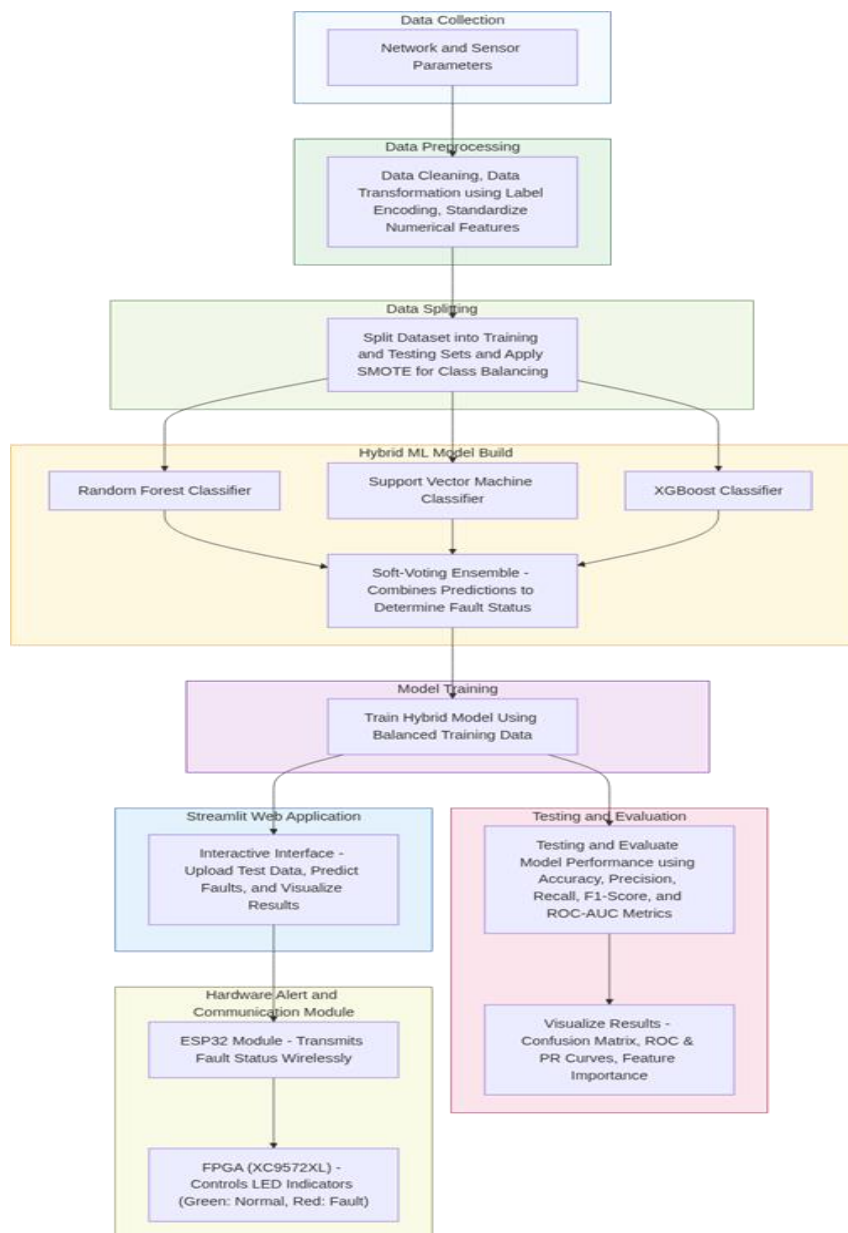 Data Collection
Network and Sensor
Parameters
Data Preprocessing
Data Cleaning, Data
Transformation using Label
Encoding, Standardize
Numerical Features
Data Splitting
Split Dataset into Training
and Testing Sets and Apply
SMOTE for Class Balancing
Hybrid ML Model Build
Random Forest Classifier
Support Vector Machine
Classifier
XGBoost Classifier
Soft-Voting Ensemble -
Combines Predictions to
Determine Fault Status
Model Training
Train Hybrid Model Using
Balanced Training Data
Streamlit Web Application
Interactive Interface -
Upload Test Data, Predict
Faults, and Visualize
Results
Testing and Evaluation
Testing and Evaluate
Model Performance using
Accuracy, Precision,
Recall, F1-Score, and
ROC-AUC Metrics
Hardware Alert and
Communication Module
ESP32 Module - Transmits
Fault Status Wirelessly
Visualize Results -
Confusion Matrix, ROC &
PR Curves, Feature
Importance
FPGA (XC9572XL) -
Controls LED Indicators
(Green: Normal, Red: Fault)